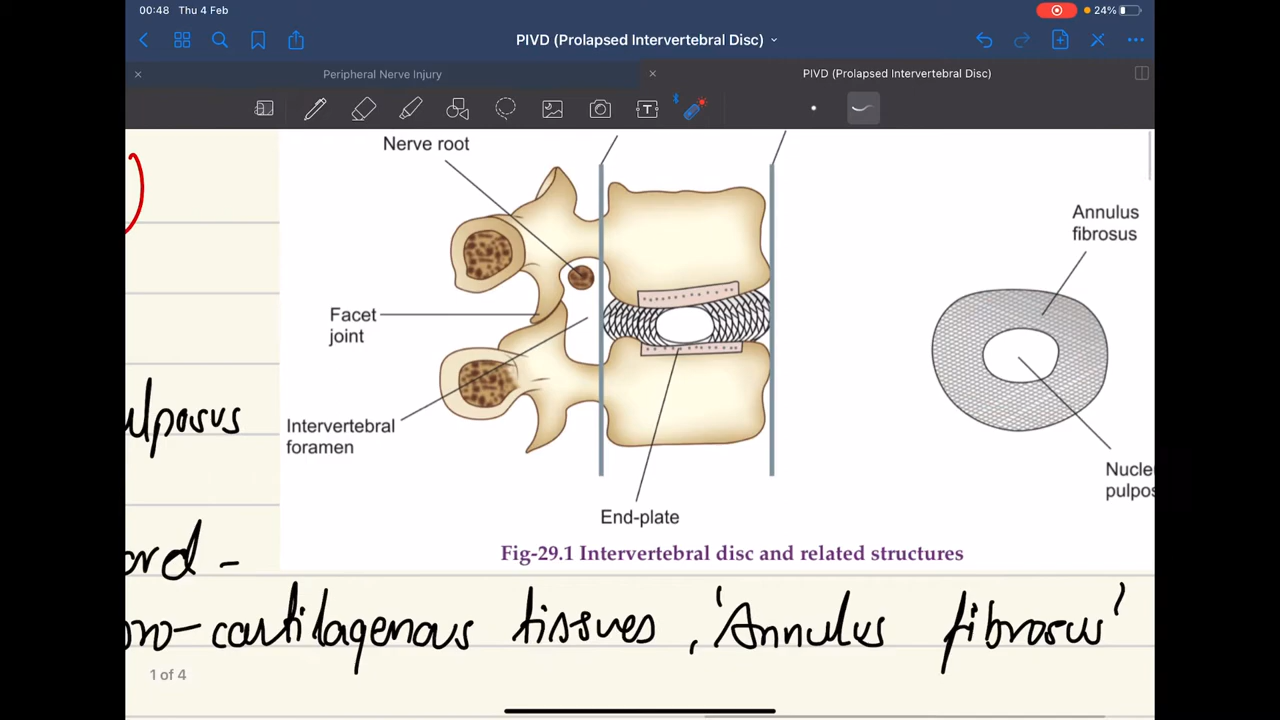 00:48 Thu 4 Feb
24%
PIVD (Prolapsed Intervertebral Disc)
Peripheral Nerve Injury
PIVD (Prolapsed Intervertebral Disc)
T
Nerve root
Annulus
fibrosus
Facet
joint
Intervertebral
foramen
Nucle
pulpos
End-plate
Fig-29.1 Intervertebral disc and related structures
ulposus
ord -
oro-cartilagenous tissues, 'Annulus fibrosus'
1 of 4